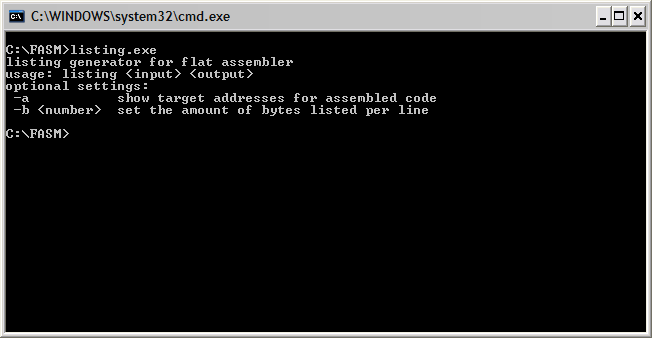 C:\WINDOWS\system32\cmd.exe
C:\FASM>listing.exe
listing generator for flat assembler
usage: listing <input> <output>
optional settings:
 -a           show target addresses for assembled code
 -b <number>  set the amount of bytes listed per line
C:\FASM>